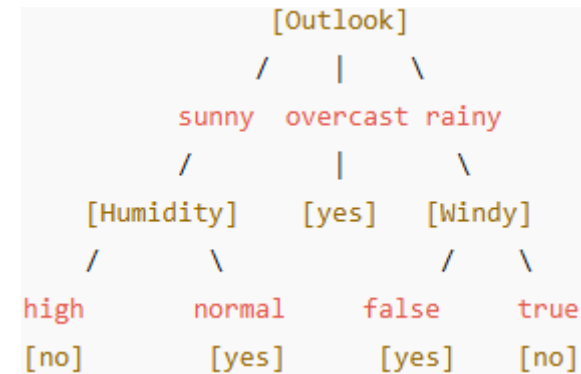 [Outlook]
/ | \
sunny overcast rainy
/ | \
[Humidity] [yes] [Windy]
/ \ / \
high normal false true
[no] [yes] [yes] [no]